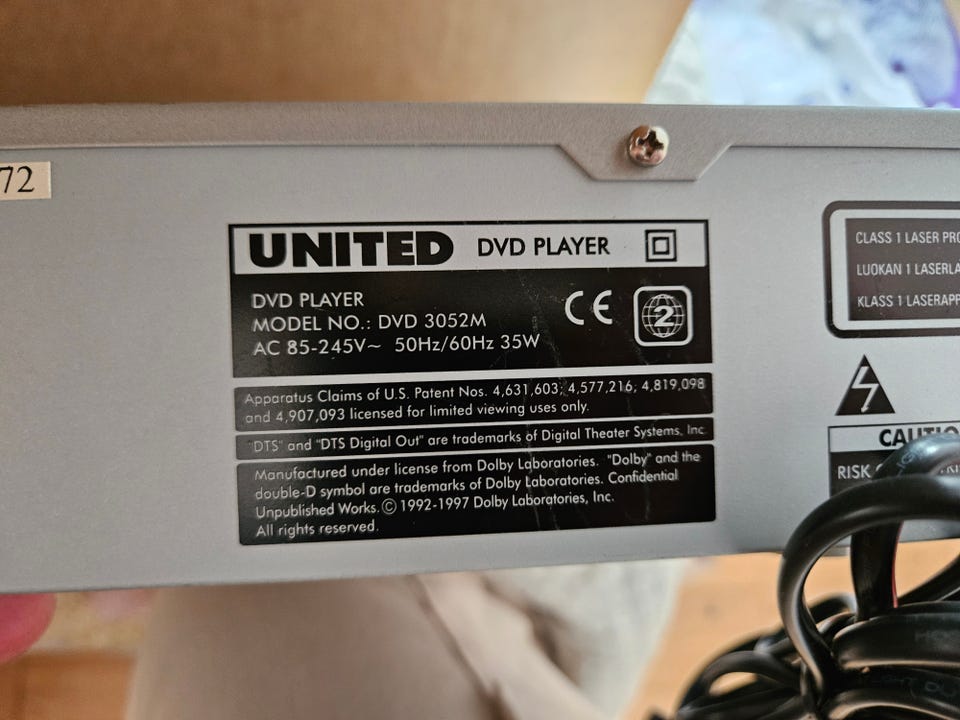 72
UNITED DVD PLAYER
DVD PLAYER
MODEL NO.: DVD 3052M
AC 85-245V~ 50Hz/60Hz 35W
CE
2
Apparatus Claims of U.S. Patent Nos. 4,631,603; 4,577,216; 4,819,098
and 4,907,093 licensed for limited viewing uses only.
"DTS" and "DTS Digital Out" are trademarks of Digital Theater Systems, Inc.
Manufactured under license from Dolby Laboratories. "Dolby" and the
double-D symbol are trademarks of Dolby Laboratories. Confidential
Unpublished Works. © 1992-1997 Dolby Laboratories, Inc.
All rights reserved.
CLASS 1 LASER PRO
LUOKAN 1 LASERLA
KLASS 1 LASERAPP
CAUTIO
RISK